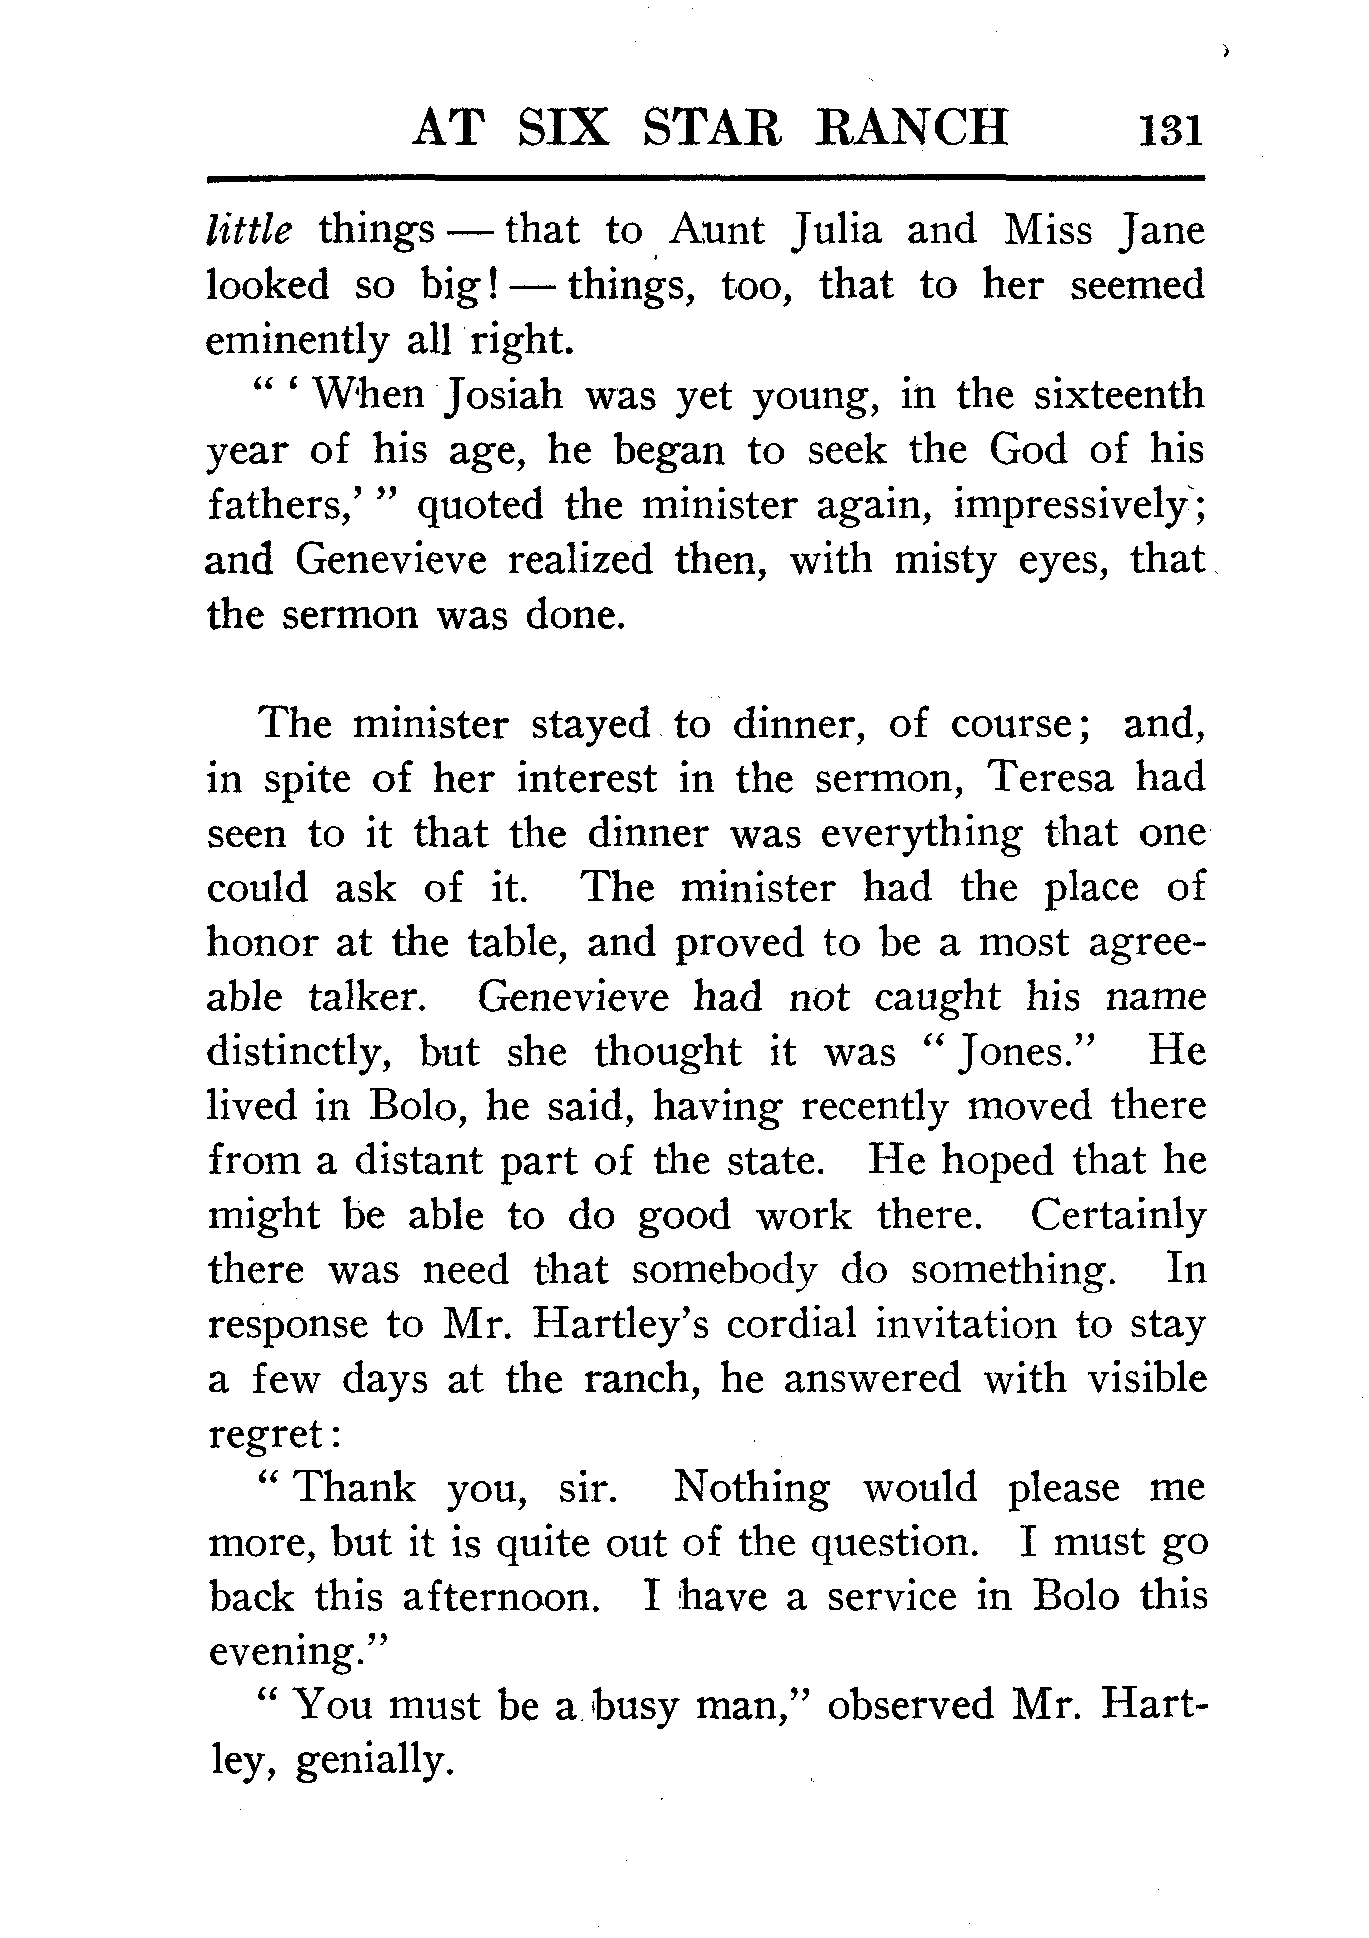 AT SIX STAR RANCH 131
little things — that to Aunt Julia and Miss Jane
looked so big! — things, too, that to her seemed
eminently all right.
" ' When Josiah was yet young, in the sixteenth
year of his age, he began to seek the God of his
fathers,' " quoted the minister again, impressively;
and Genevieve realized then, with misty eyes, that
the sermon was done.
The minister stayed to dinner, of course; and,
in spite of her interest in the sermon, Teresa had
seen to it that the dinner was everything that one
could ask of it. The minister had the place of
honor at the table, and proved to be a most agree-
able talker. Genevieve had not caught his name
distinctly, but she thought it was " Jones." He
lived in Bolo, he said, having recently moved there
from a distant part of the state. He hoped that he
might be able to do good work there. Certainly
there was need that somebody do something. In
response to Mr. Hartley's cordial invitation to stay
a few days at the ranch, he answered with visible
regret:
" Thank you, sir. Nothing would please me
more, but it is quite out of the question. I must go
back this afternoon. I have a service in Bolo this
evening."
" You must be a busy man," observed Mr. Hart-
ley, genially.